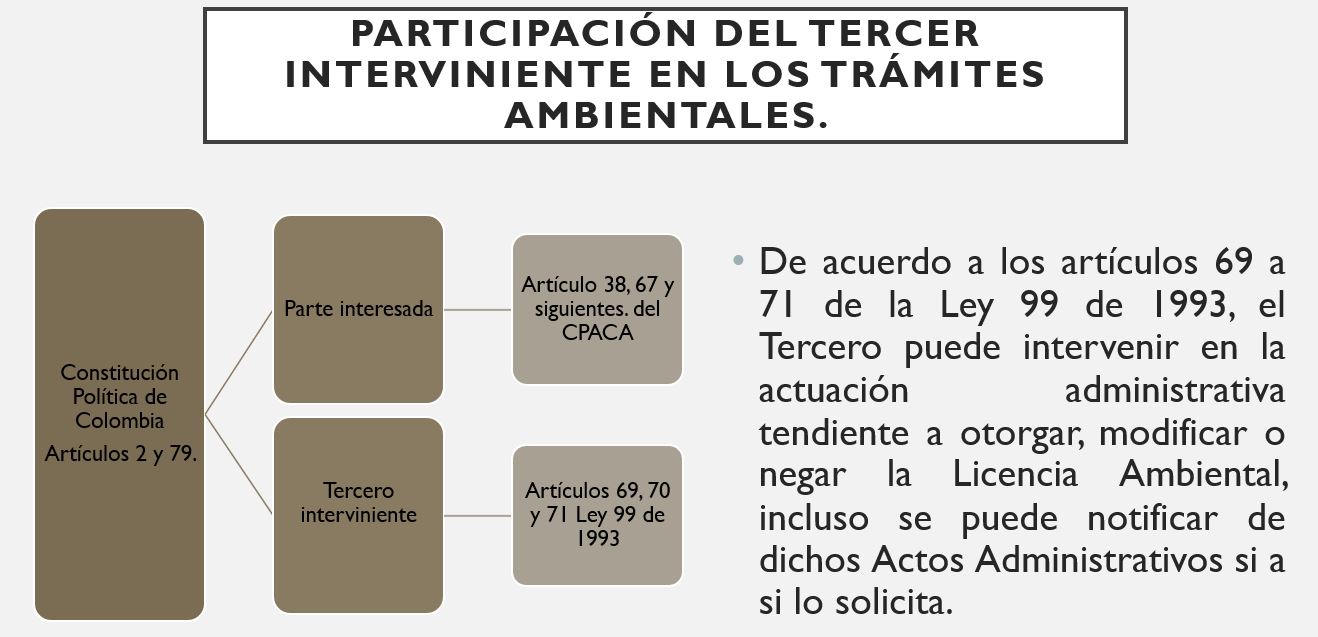 PARTICIPACIÓN DEL TERCER
INTERVINIENTE EN LOS TRÁMITES
AMBIENTALES.
Constitución
Política de
Colombia
Artículos 2 y 79.
Parte interesada
Artículo 38, 67 y
siguientes. del
CPACA
Tercero
interviniente
Artículos 69, 70
y 71 Ley 99 de
1993
• De acuerdo a los artículos 69 a
71 de la Ley 99 de 1993, el
Tercero puede intervenir en la
actuación administrativa
tendiente a otorgar, modificar o
negar la Licencia Ambiental,
incluso se puede notificar de
dichos Actos Administrativos si a
si lo solicita.